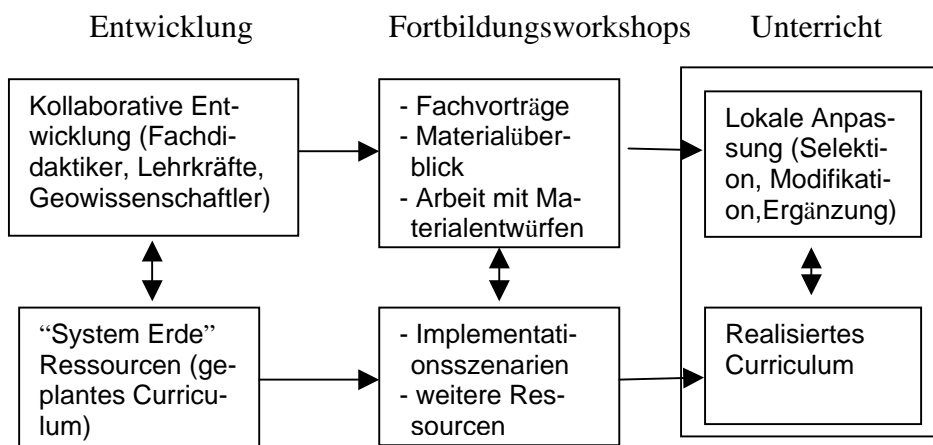 Entwicklung
Fortbildungsworkshops
Unterricht
Kollaborative Ent-
wicklung (Fachdi-
daktiker, Lehrkräfte,
Geowissenschaftler)
- Fachvorträge
- Materialüber-
blick
- Arbeit mit Ma-
terialentwürfen
Lokale Anpas-
sung (Selekti-
on, Modifikati-
on,Ergänzung)
“System Erde”
Ressourcen (ge-
plantes Curricu-
lum)
- Implementati-
onsszenarien
- weitere Res-
sourcen
Realisiertes
Curriculum